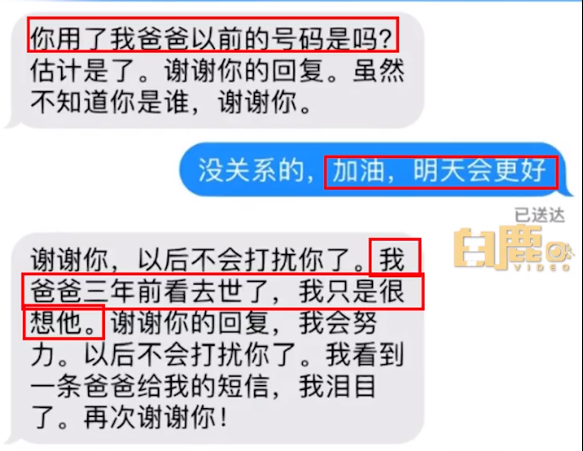 你用了我爸爸以前的号码是吗?
估计是了。谢谢你的回复。虽然
不知道你是谁，谢谢你。
没关系的，加油，明天会更好
已送达
白鹿
VIDEO
谢谢你，以后不会打扰你了。我
爸爸三年前看去世了，我只是很
想他。谢谢你的回复，我会努
力。以后不会打扰你了。我看到
一条爸爸给我的短信，我泪目
了。再次谢谢你！